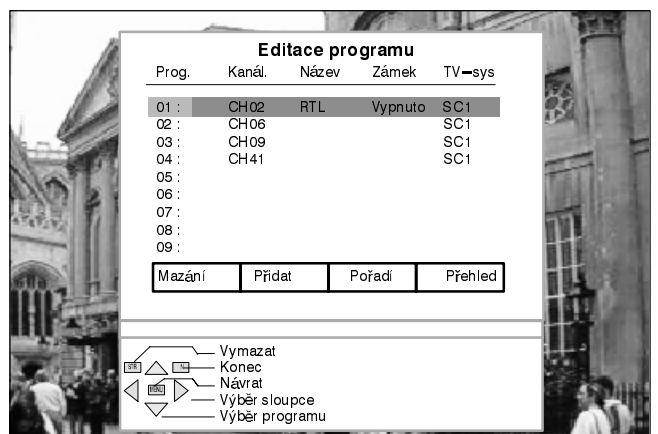 Editace programu
Prog. Kanál. Název Zámek TV-sys
01 : CH02 RTL Vypnuto SC1
02 : CH06 SC1
03 : CH09 SC1
04 : CH41 SC1
05 :
06 :
07 :
08 :
09 :
Mazání Přidat Pořadí Přehled
Vymazat
STR
Konec
Návrat
MENU
Výběr sloupce
Výběr programu